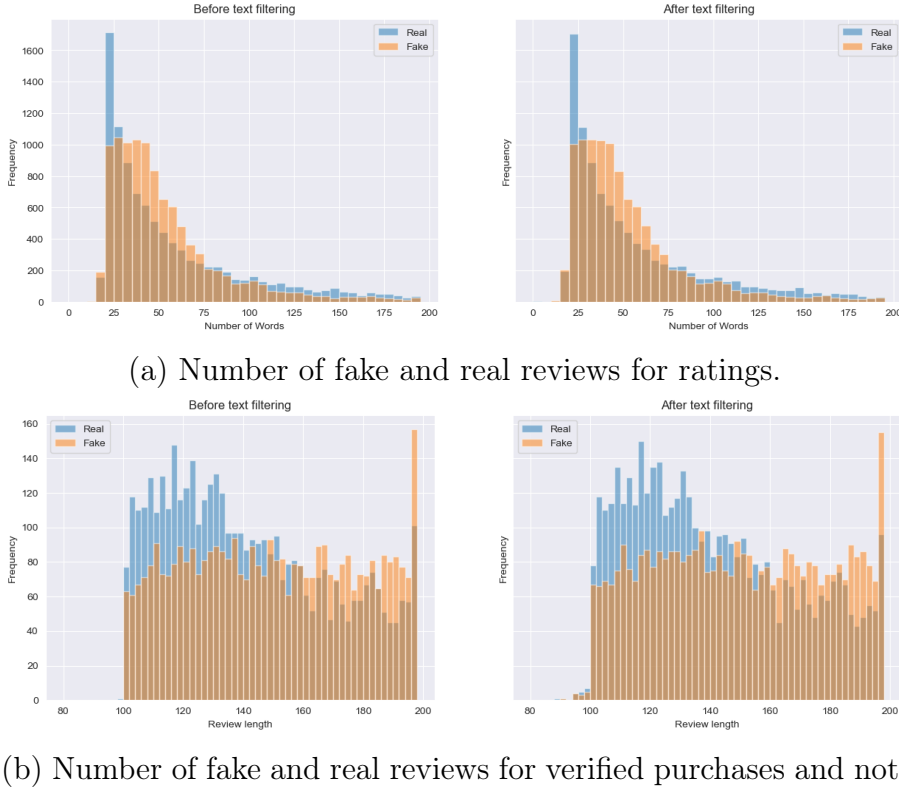 Before text filtering
After text filtering
1600
1400
1200
1000
800
600
400
200
0
Frequency
Real
Fake
0 25 50 75 100 125 150 175 200
Number of Words
Frequency
Real
Fake
0 25 50 75 100 125 150 175 200
Number of Words
(a) Number of fake and real reviews for ratings.
Before text filtering
After text filtering
160
140
120
100
80
60
40
20
0
Frequency
Real
Fake
80 100 120 140 160 180 200
Review length
Frequency
Real
Fake
80 100 120 140 160 180 200
Review length
(b) Number of fake and real reviews for verified purchases and not